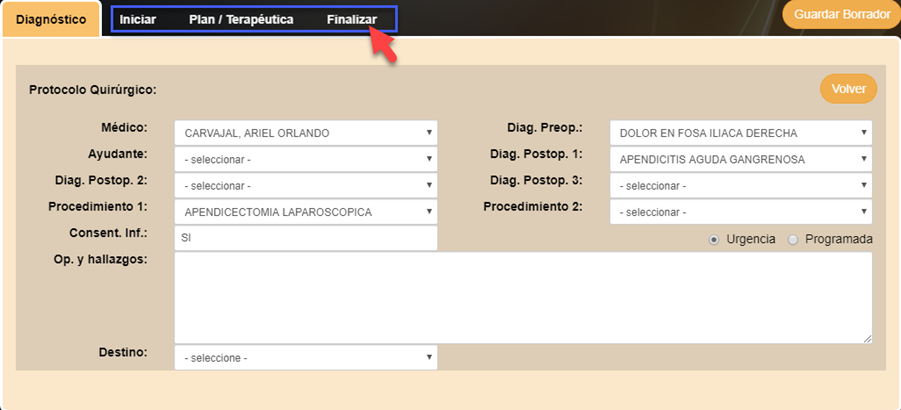 Diagnóstico Iniciar Plan / Terapéutica Finalizar Guardar Borrador
Protocolo Quirúrgico: Volver
Médico: CARVAJAL, ARIEL ORLANDO Diag. Preop.: DOLOR EN FOSA ILIACA DERECHA
Ayudante: - seleccionar - Diag. Postop. 1: APENDICITIS AGUDA GANGRENOSA
Diag. Postop. 2: - seleccionar - Diag. Postop. 3: - seleccionar -
Procedimiento 1: APENDICECTOMIA LAPAROSCOPICA Procedimiento 2: - seleccionar -
Consent. Inf.: SI Urgencia Programada
Op. y hallazgos:
Destino: - seleccione -